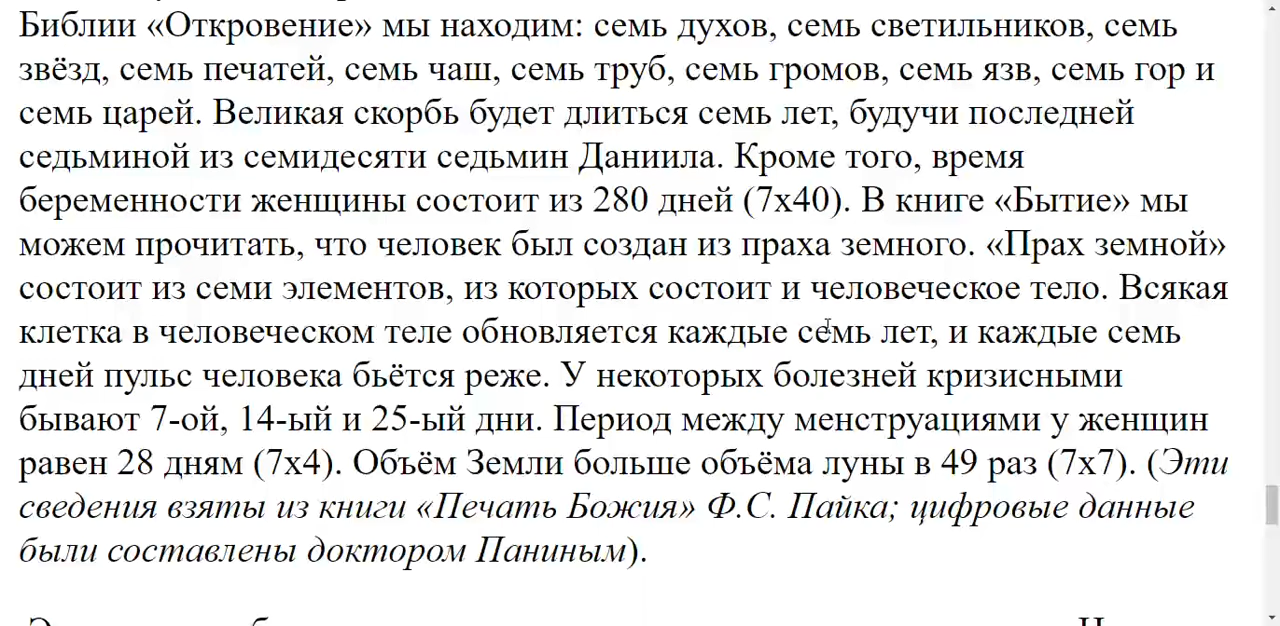 Библии «Откровение» мы находим: семь духов, семь светильников, семь
звёзд, семь печатей, семь чаш, семь труб, семь громов, семь язв, семь гор и
семь царей. Великая скорбь будет длиться семь лет, будучи последней
седьминой из семидесяти седьмин Даниила. Кроме того, время
беременности женщины состоит из 280 дней (7х40). В книге «Бытие» мы
можем прочитать, что человек был создан из праха земного. «Прах земной»
состоит из семи элементов, из которых состоит и человеческое тело. Всякая
клетка в человеческом теле обновляется каждые семь лет, и каждые семь
дней пульс человека бьётся реже. У некоторых болезней кризисными
бывают 7-ой, 14-ый и 25-ый дни. Период между менструациями у женщин
равен 28 дням (7х4). Объём Земли больше объёма луны в 49 раз (7х7). (Эти
сведения взяты из книги «Печать Божия» Ф.С. Пайка; цифровые данные
были составлены доктором Паниным).